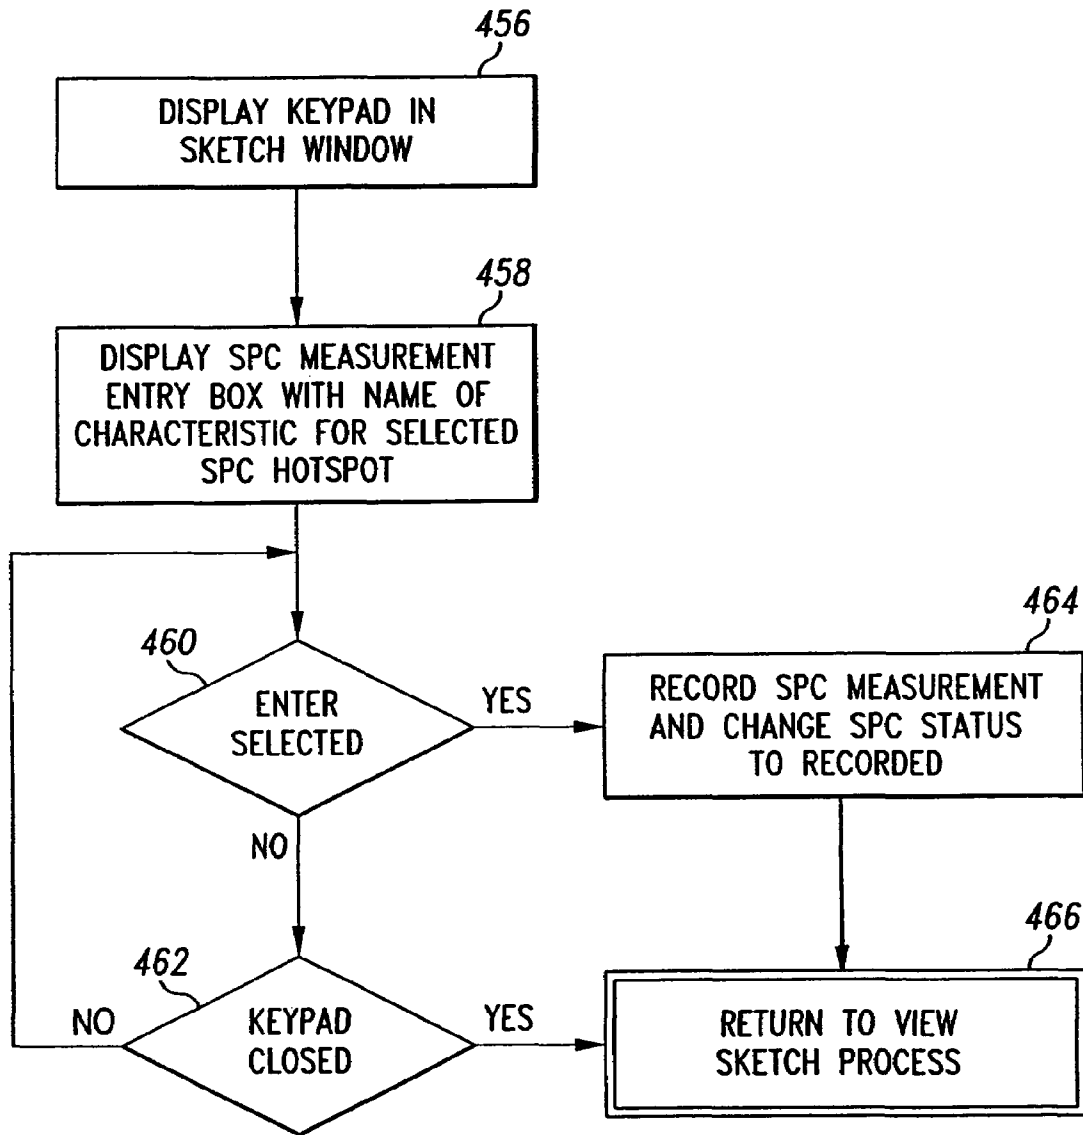 456
DISPLAY KEYPAD IN
SKETCH WINDOW
458
DISPLAY SPC MEASUREMENT
ENTRY BOX WITH NAME OF
CHARACTERISTIC FOR SELECTED
SPC HOTSPOT
460
ENTER
SELECTED
YES
464
RECORD SPC MEASUREMENT
AND CHANGE SPC STATUS
TO RECORDED
NO
462
KEYPAD
CLOSED
NO
YES
466
RETURN TO VIEW
SKETCH PROCESS